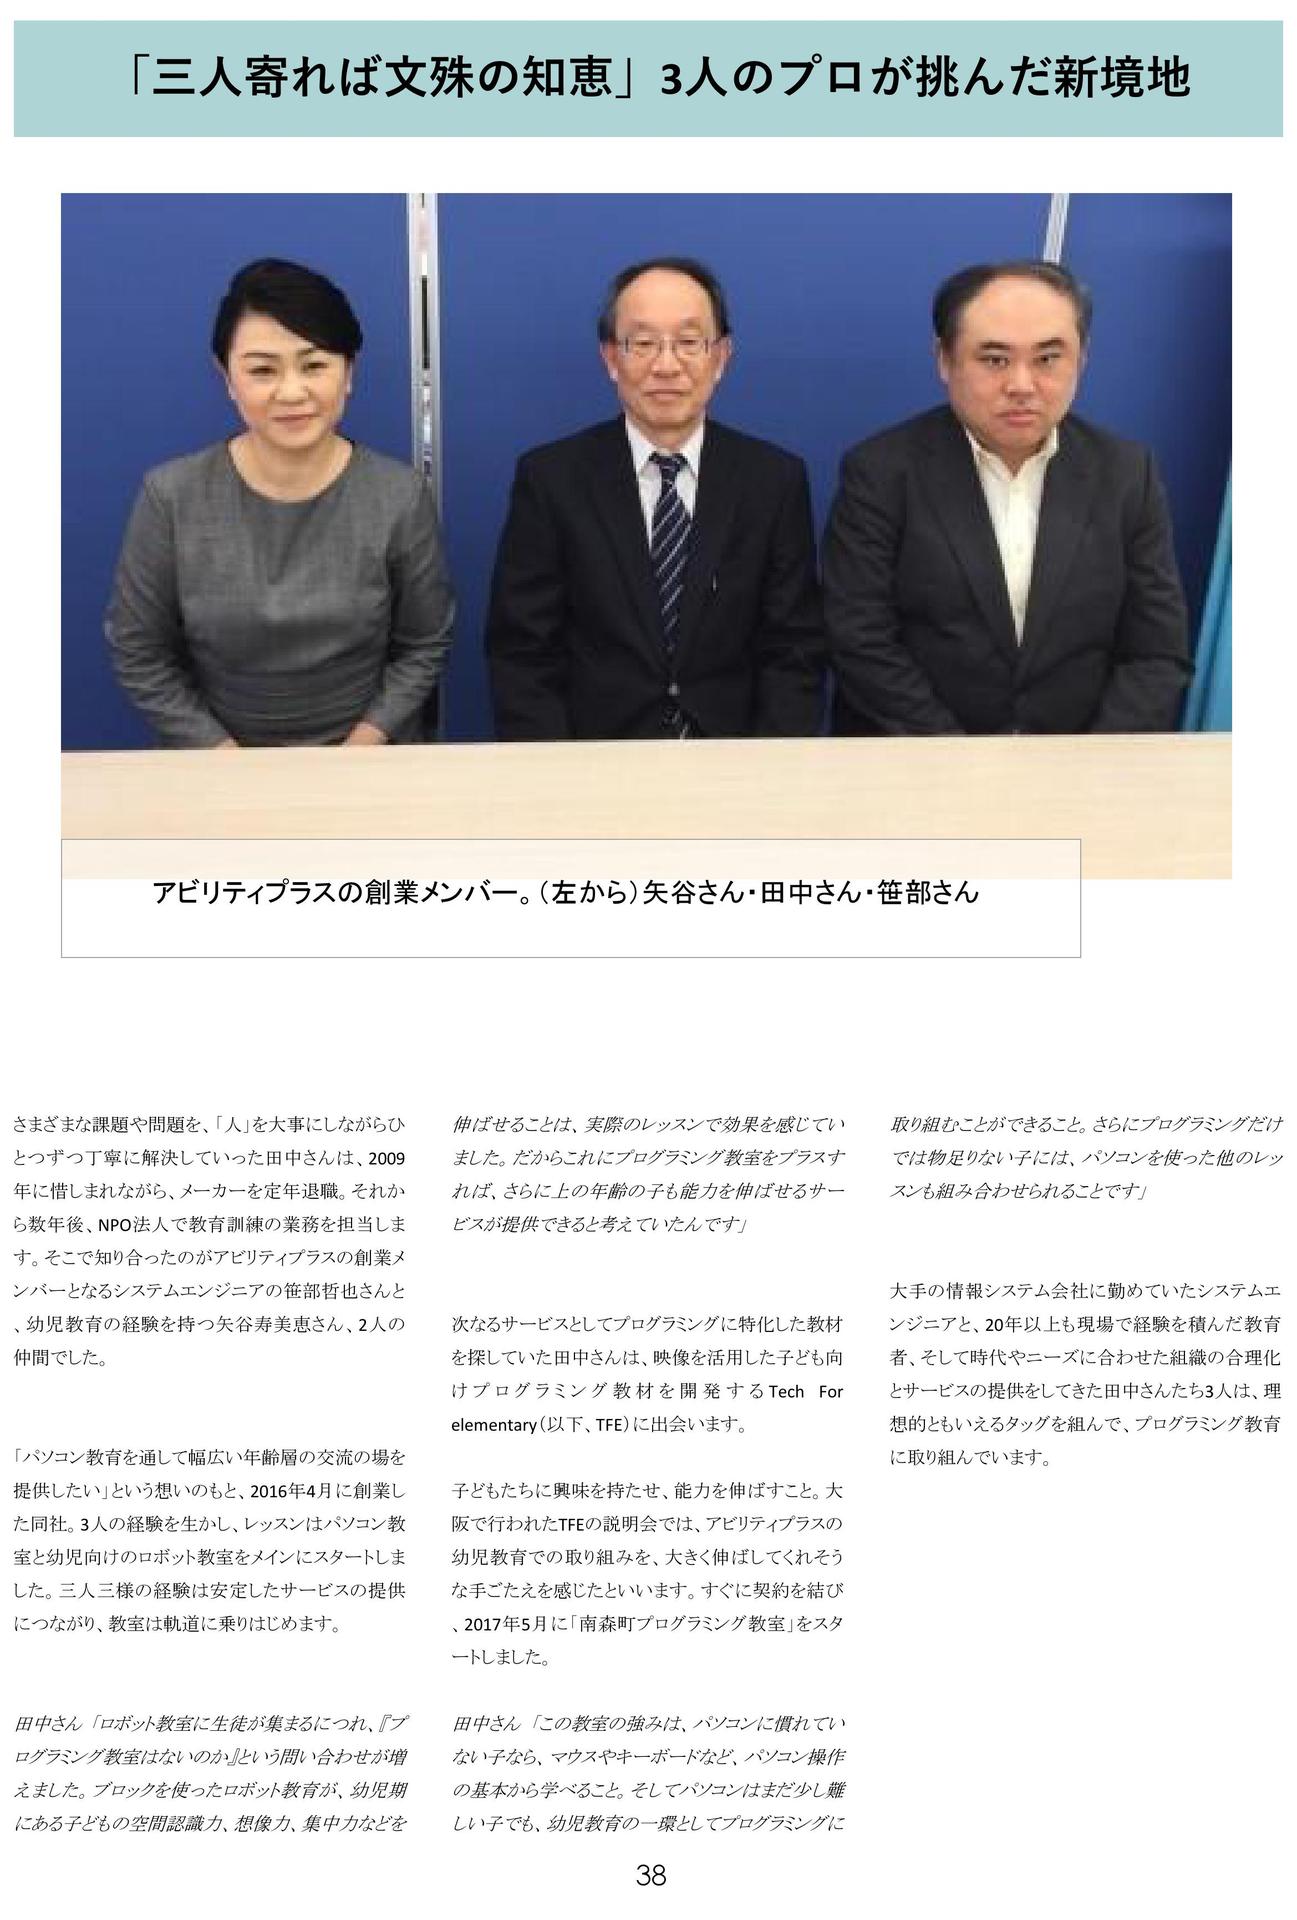 「三人寄れば文殊の知恵」3人のプロが挑んだ新境地
アビリティプラスの創業メンバー。（左から）矢谷さん・田中さん・笹部さん
さまざまな課題や問題を、「人」を大事にしながらひ
とつずつ丁寧に解決していった田中さんは、2009
年に惜しまれながら、メーカーを定年退職。それか
ら数年後、NPO法人で教育訓練の業務を担当しま
す。そこで知り合ったのがアビリティプラスの創業メ
ンバーとなるシステムエンジニアの笹部哲也さんと
、幼児教育の経験を持つ矢谷寿美恵さん、2人の
仲間でした。
「パソコン教育を通して幅広い年齢層の交流の場を
提供したい」という想いのもと、2016年4月に創業し
た同社。3人の経験を生かし、レッスンはパソコン教
室と幼児向けのロボット教室をメインにスタートしま
した。三人三様の経験は安定したサービスの提供
につながり、教室は軌道に乗りはじめます。
田中さん「ロボット教室に生徒が集まるにつれ、『プ
ログラミング教室はないのか』という問い合わせが増
えました。ブロックを使ったロボット教育が、幼児期
にある子どもの空間認識力、想像力、集中力などを
伸ばせることは、実際のレッスンで効果を感じてい
ました。だからこれにプログラミング教室をプラスす
れば、さらに上の年齢の子も能力を伸ばせるサー
ビスが提供できると考えていたんです」
次なるサービスとしてプログラミングに特化した教材
を探していた田中さんは、映像を活用した子ども向
けプログラミング教材を開発するTech For
elementary（以下、TFE）に出会います。
子どもたちに興味を持たせ、能力を伸ばすこと。大
阪で行われたTFEの説明会では、アビリティプラスの
幼児教育での取り組みを、大きく伸ばしてくれそう
な手ごたえを感じたといいます。すぐに契約を結び
、2017年5月に「南森町プログラミング教室」をスタ
ートしました。
田中さん「この教室の強みは、パソコンに慣れてい
ない子なら、マウスやキーボードなど、パソコン操作
の基本から学べること。そしてパソコンはまだ少し難
しい子でも、幼児教育の一環としてプログラミングに
取り組むことができること。さらにプログラミングだけ
では物足りない子には、パソコンを使った他のレッ
スンも組み合わせられることです」
大手の情報システム会社に勤めていたシステムエ
ンジニアと、20年以上も現場で経験を積んだ教育
者、そして時代やニーズに合わせた組織の合理化
とサービスの提供をしてきた田中さんたち3人は、理
想的ともいえるタッグを組んで、プログラミング教育
に取り組んでいます。
38